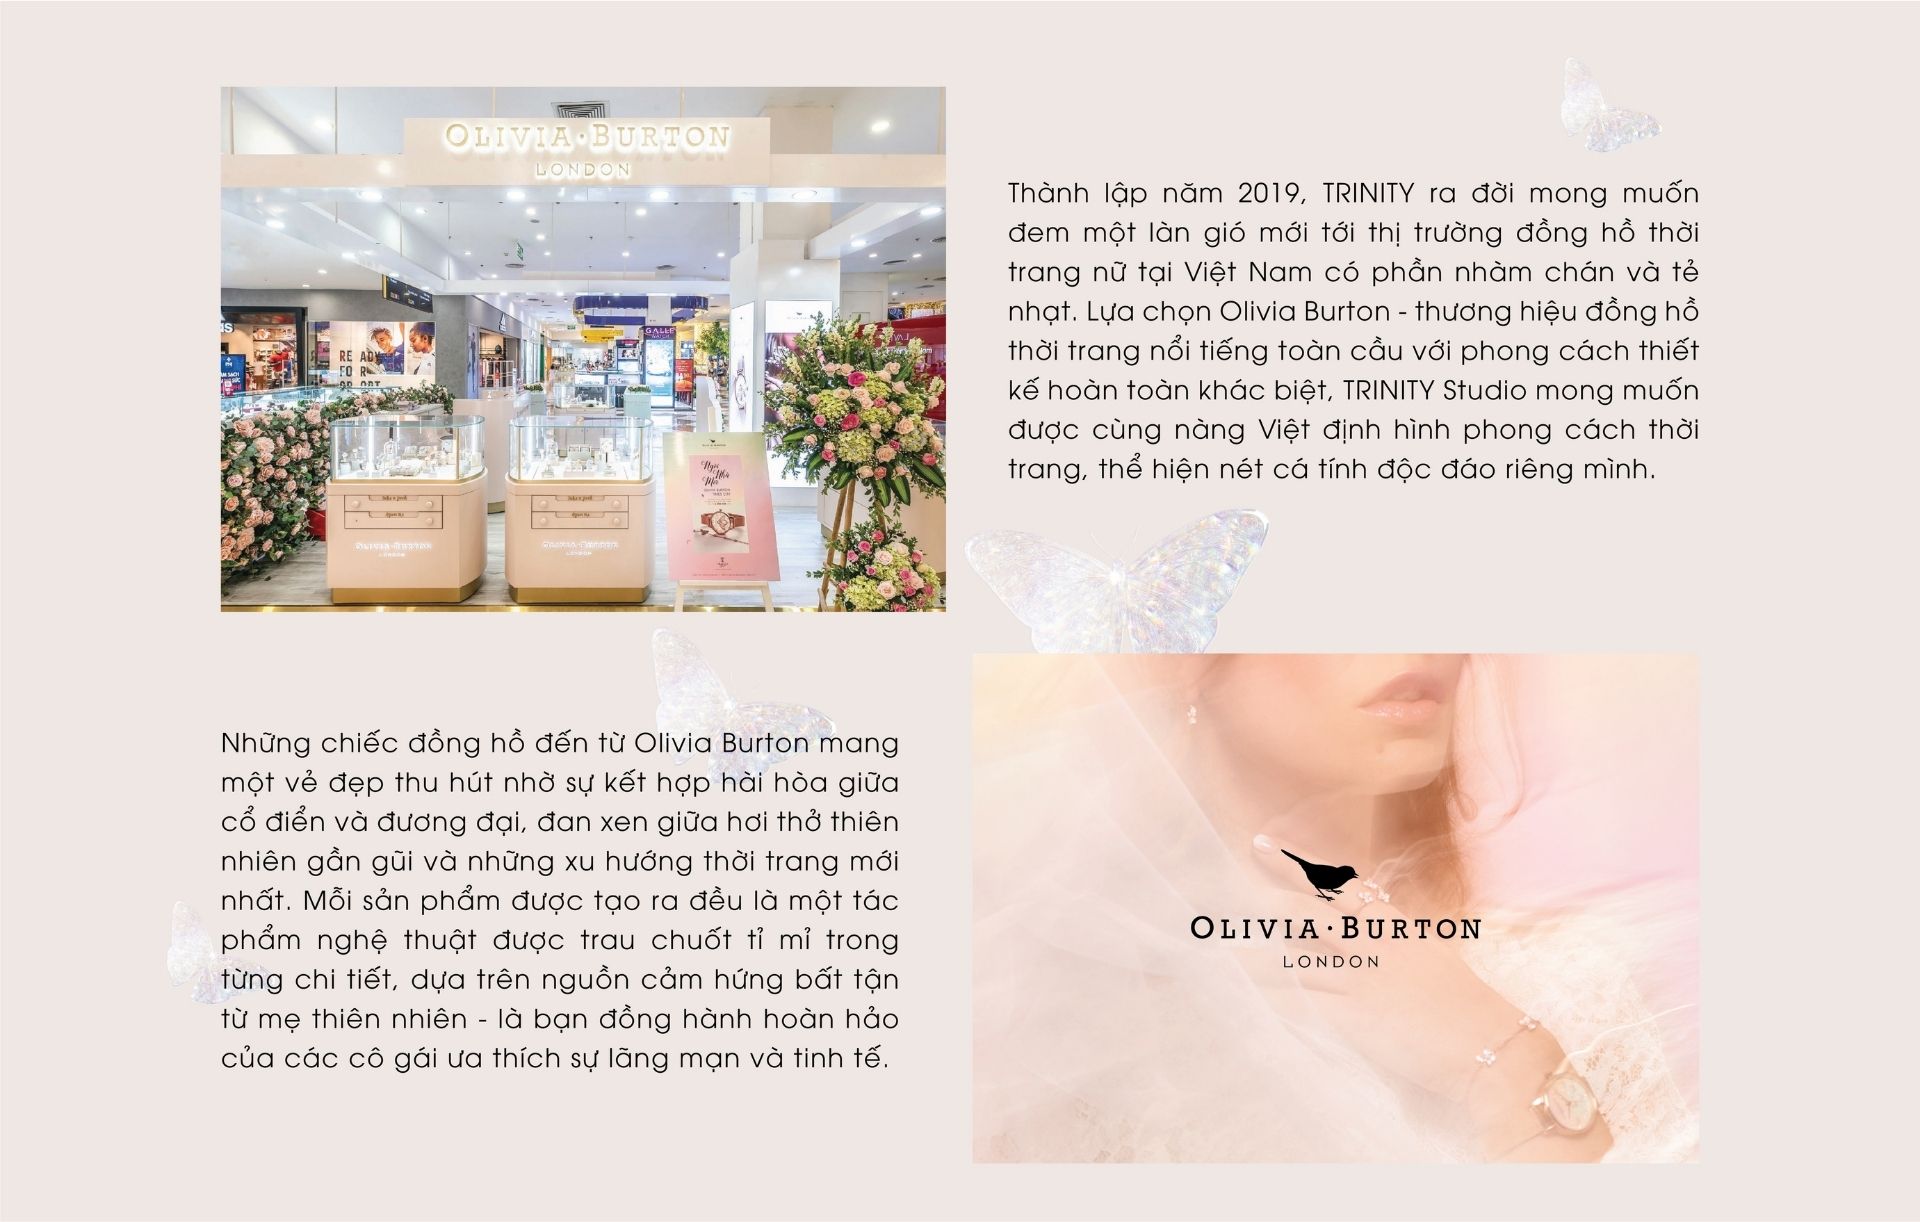 OLIVIA·BURTON
LONDON
GALLE
WATCH
READY
FOR
SPORT
OLIVIA·BURTON
LONDON
OLIVIA·BURTON
LONDON
Ngôi
Nhà
Mới
Thành lập năm 2019, TRINITY ra đời mong muốn
đem một làn gió mới tới thị trường đồng hồ thời
trang nữ tại Việt Nam có phần nhàm chán và tẻ
nhạt. Lựa chọn Olivia Burton - thương hiệu đồng hồ
thời trang nổi tiếng toàn cầu với phong cách thiết
kế hoàn toàn khác biệt, TRINITY Studio mong muốn
được cùng nàng Việt định hình phong cách thời
trang, thể hiện nét cá tính độc đáo riêng mình.
Những chiếc đồng hồ đến từ Olivia Burton mang
một vẻ đẹp thu hút nhờ sự kết hợp hài hòa giữa
cổ điển và đương đại, đan xen giữa hơi thở thiên
nhiên gần gũi và những xu hướng thời trang mới
nhất. Mỗi sản phẩm được tạo ra đều là một tác
phẩm nghệ thuật được trau chuốt tỉ mỉ trong
từng chi tiết, dựa trên nguồn cảm hứng bất tận
từ mẹ thiên nhiên - là bạn đồng hành hoàn hảo
của các cô gái ưa thích sự lãng mạn và tinh tế.
OLIVIA·BURTON
LONDON